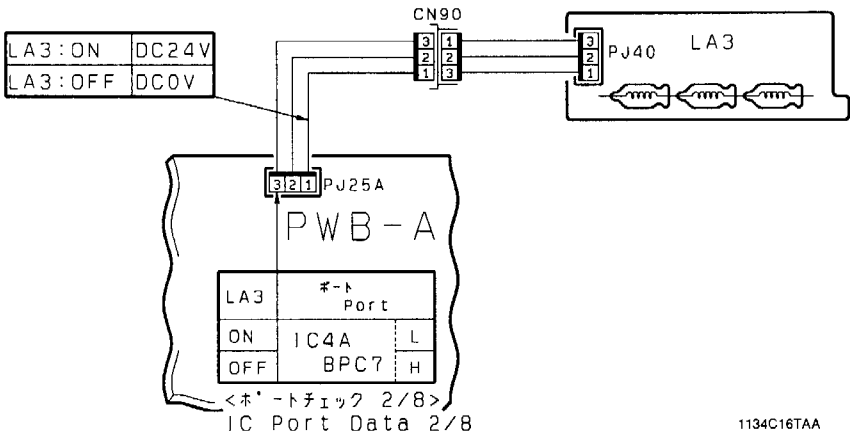 CN90
LA3:ON DC24V
LA3:OFF DC0V
3 1
2 2
1 3
3
2
1
PJ40
LA3
3 2 1 PJ25A
PWB-A
LA3 ポート
Port
ON IC4A L
OFF BPC7 H
<ポートチェック 2/8>
IC Port Data 2/8
1134C16TAA